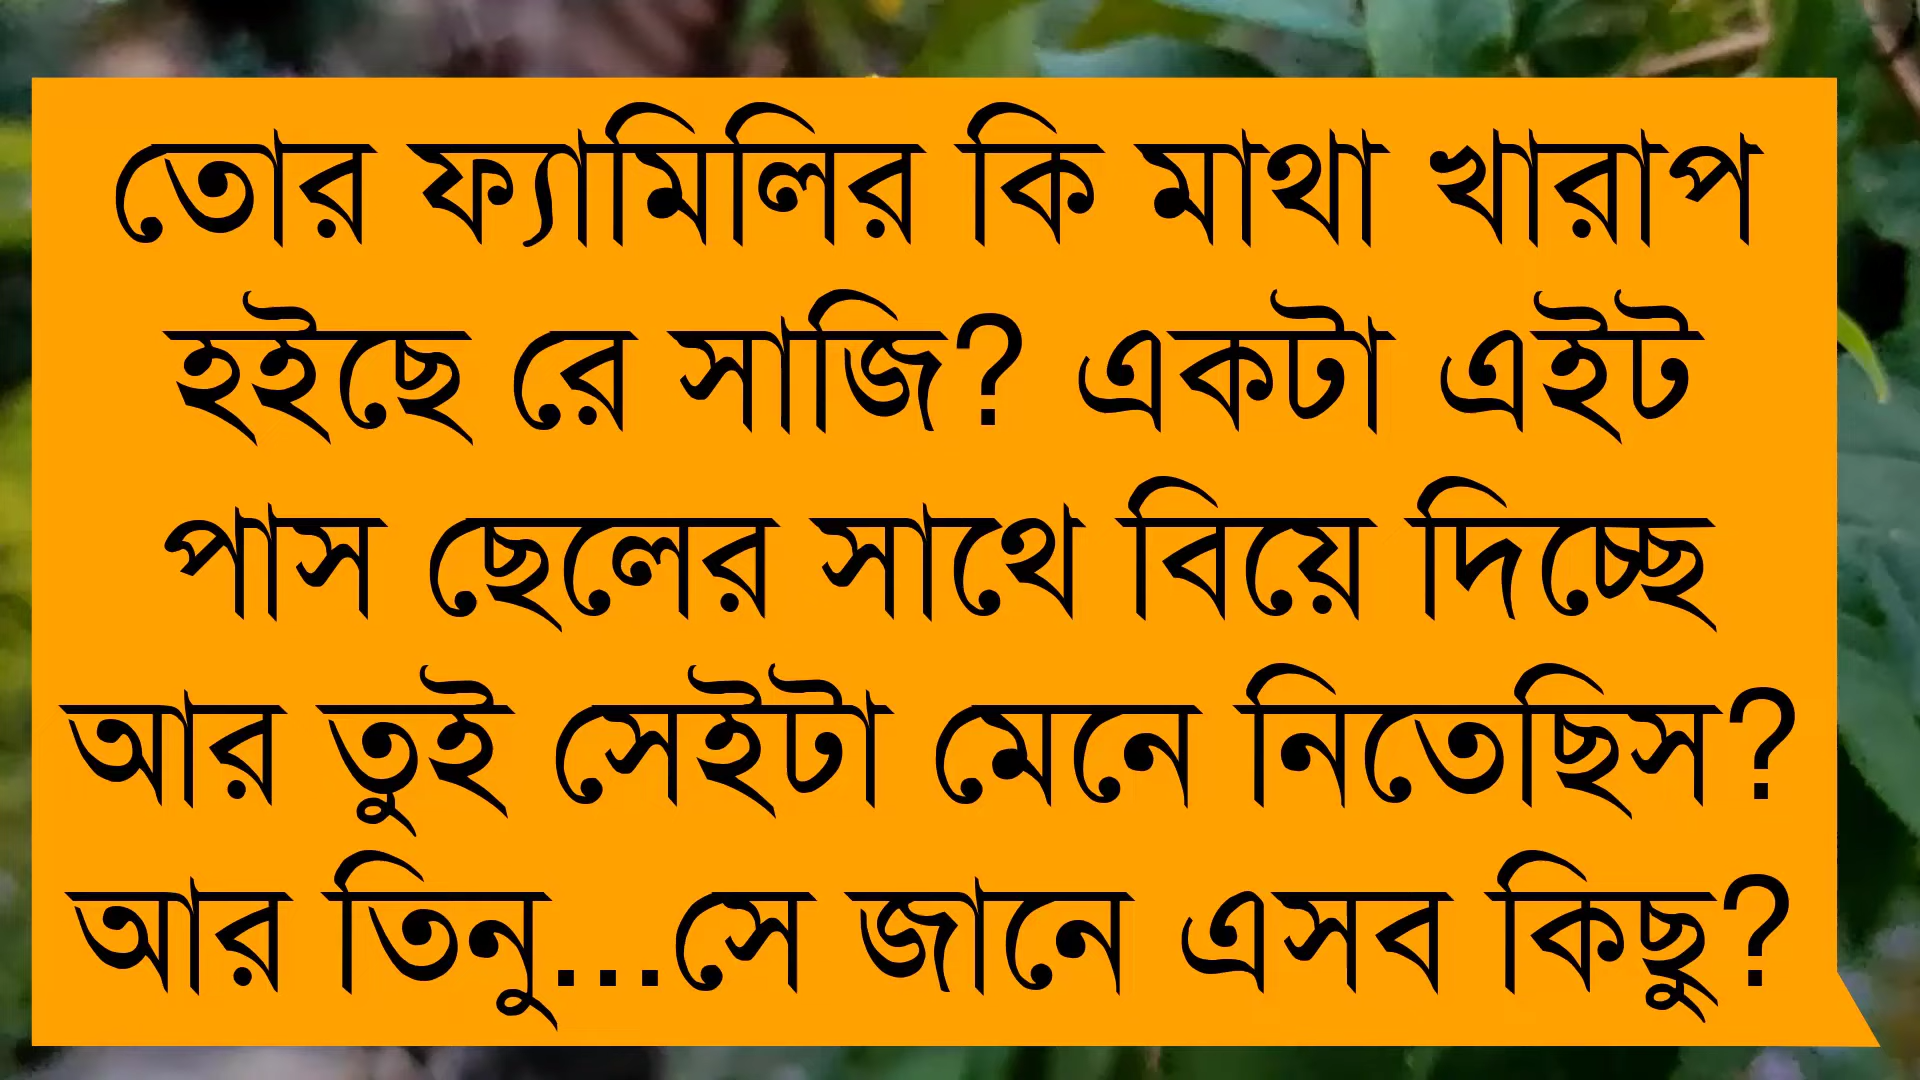 তোর ফ্যামিলির কি মাথা খারাপ
হইছে রে সাজি? একটা এইট
পাস ছেলের সাথে বিয়ে দিচ্ছে
আর তুই সেইটা মেনে নিতেছিস?
আর তিনু...সে জানে এসব কিছু?